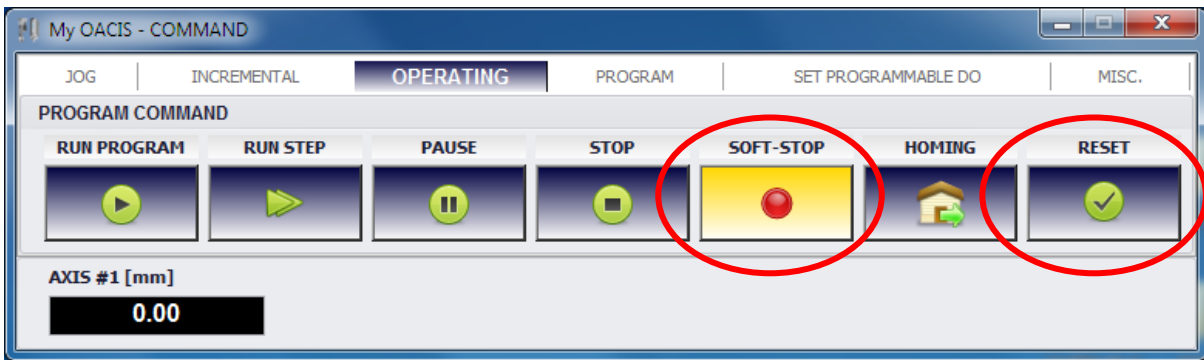 My OACIS - COMMAND
JOG INCREMENTAL OPERATING PROGRAM SET PROGRAMMABLE DO MISC.
PROGRAM COMMAND
RUN PROGRAM RUN STEP PAUSE STOP SOFT-STOP HOMING RESET
AXIS #1 [mm]
0.00